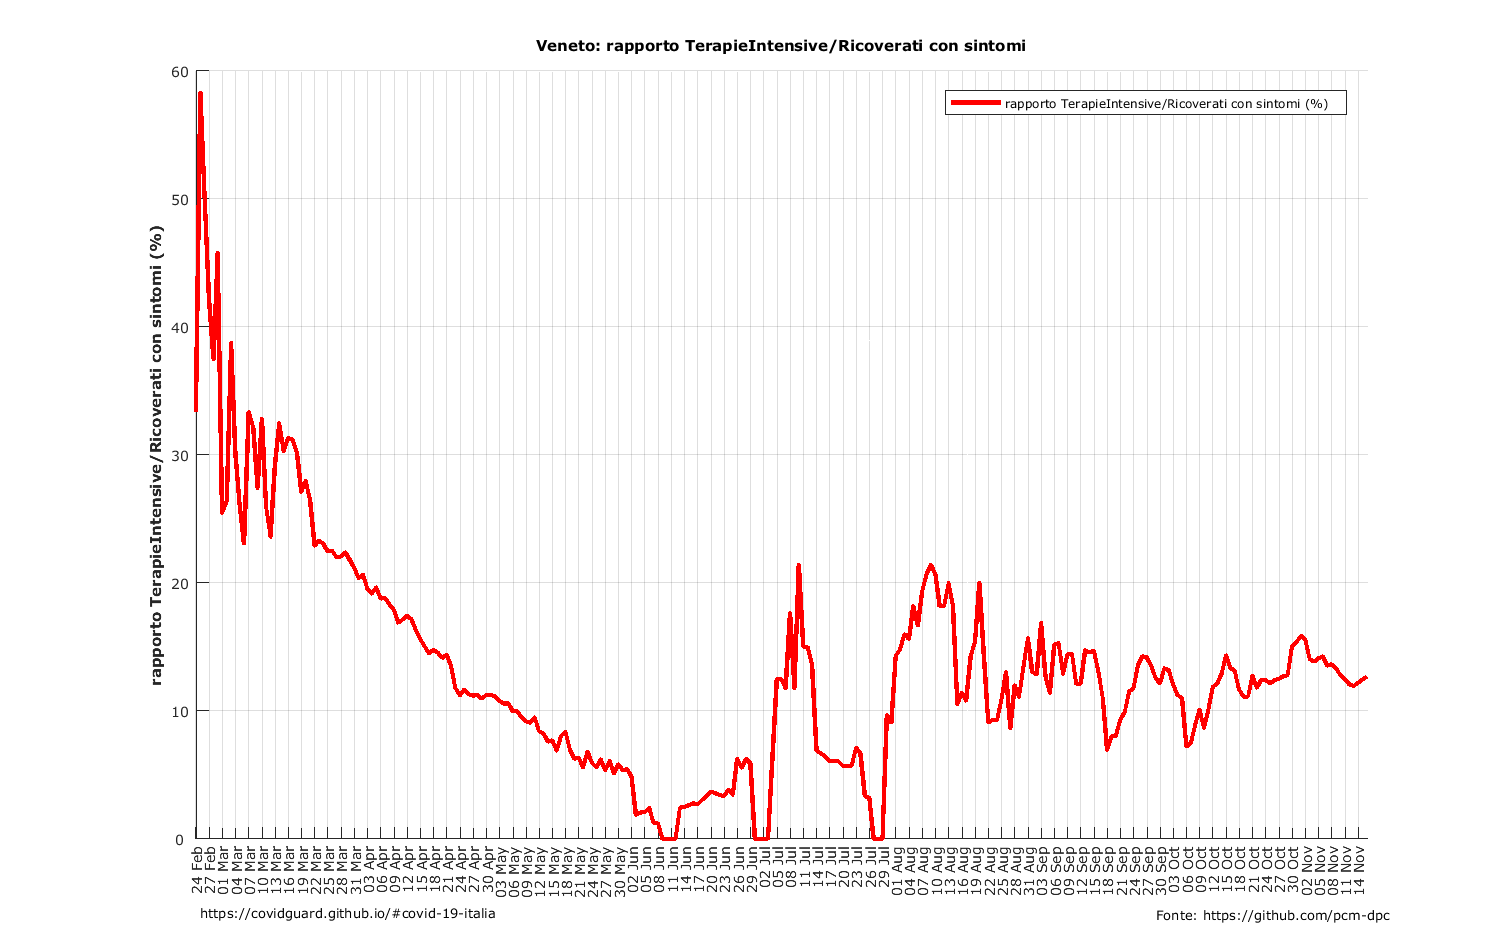 Veneto: rapporto TerapieIntensive/Ricoverati con sintomi
rapporto TerapieIntensive/Ricoverati con sintomi (%)
rapporto TerapieIntensive/Ricoverati con sintomi (%)
60
50
40
30
20
10
0
24 Feb
27 Feb
01 Mar
04 Mar
07 Mar
10 Mar
13 Mar
16 Mar
19 Mar
22 Mar
25 Mar
28 Mar
31 Mar
03 Apr
06 Apr
09 Apr
12 Apr
15 Apr
18 Apr
21 Apr
24 Apr
27 Apr
30 Apr
03 May
06 May
09 May
12 May
15 May
18 May
21 May
24 May
27 May
30 May
02 Jun
05 Jun
08 Jun
11 Jun
14 Jun
17 Jun
20 Jun
23 Jun
26 Jun
29 Jun
02 Jul
05 Jul
08 Jul
11 Jul
14 Jul
17 Jul
20 Jul
23 Jul
26 Jul
29 Jul
01 Aug
04 Aug
07 Aug
10 Aug
13 Aug
16 Aug
19 Aug
22 Aug
25 Aug
28 Aug
31 Aug
03 Sep
06 Sep
09 Sep
12 Sep
15 Sep
18 Sep
21 Sep
24 Sep
27 Sep
30 Sep
03 Oct
06 Oct
09 Oct
12 Oct
15 Oct
18 Oct
21 Oct
24 Oct
27 Oct
30 Oct
02 Nov
05 Nov
08 Nov
11 Nov
14 Nov
https://covidguard.github.io/#covid-19-italia
Fonte: https://github.com/pcm-dpc